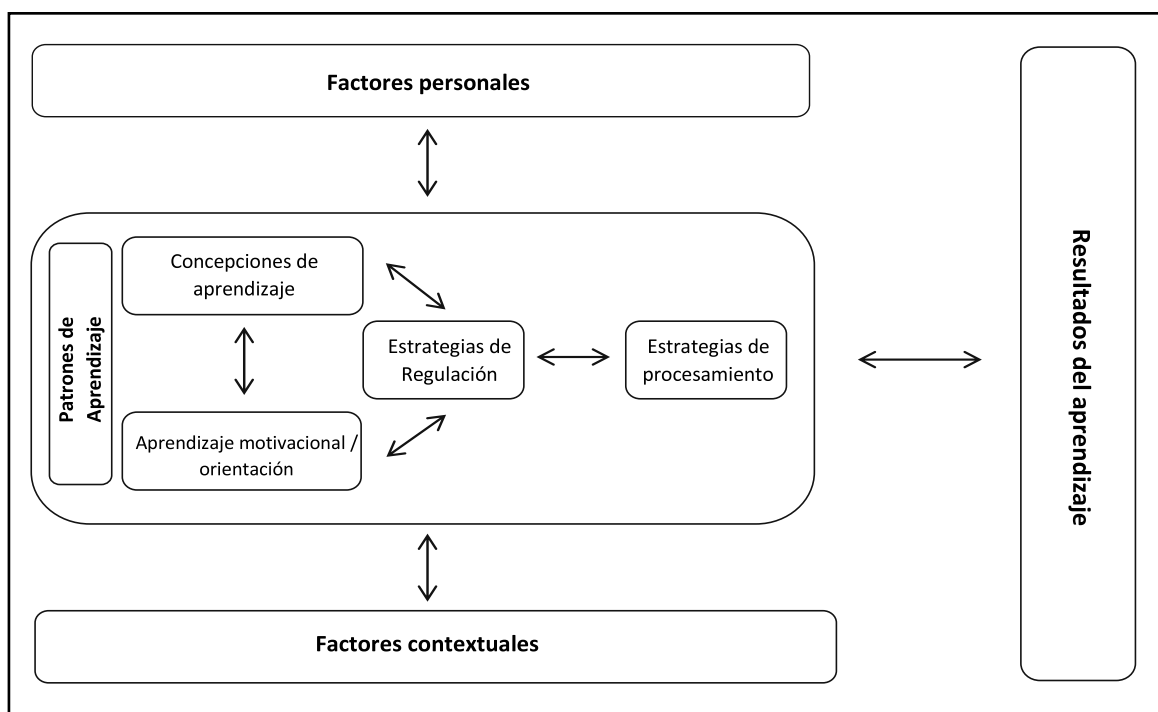 Factores personales
Patrones de
Aprendizaje
Concepciones de
aprendizaje
Estrategias de
Regulación
Estrategias de
procesamiento
Aprendizaje motivacional /
orientación
Factores contextuales
Resultados del aprendizaje